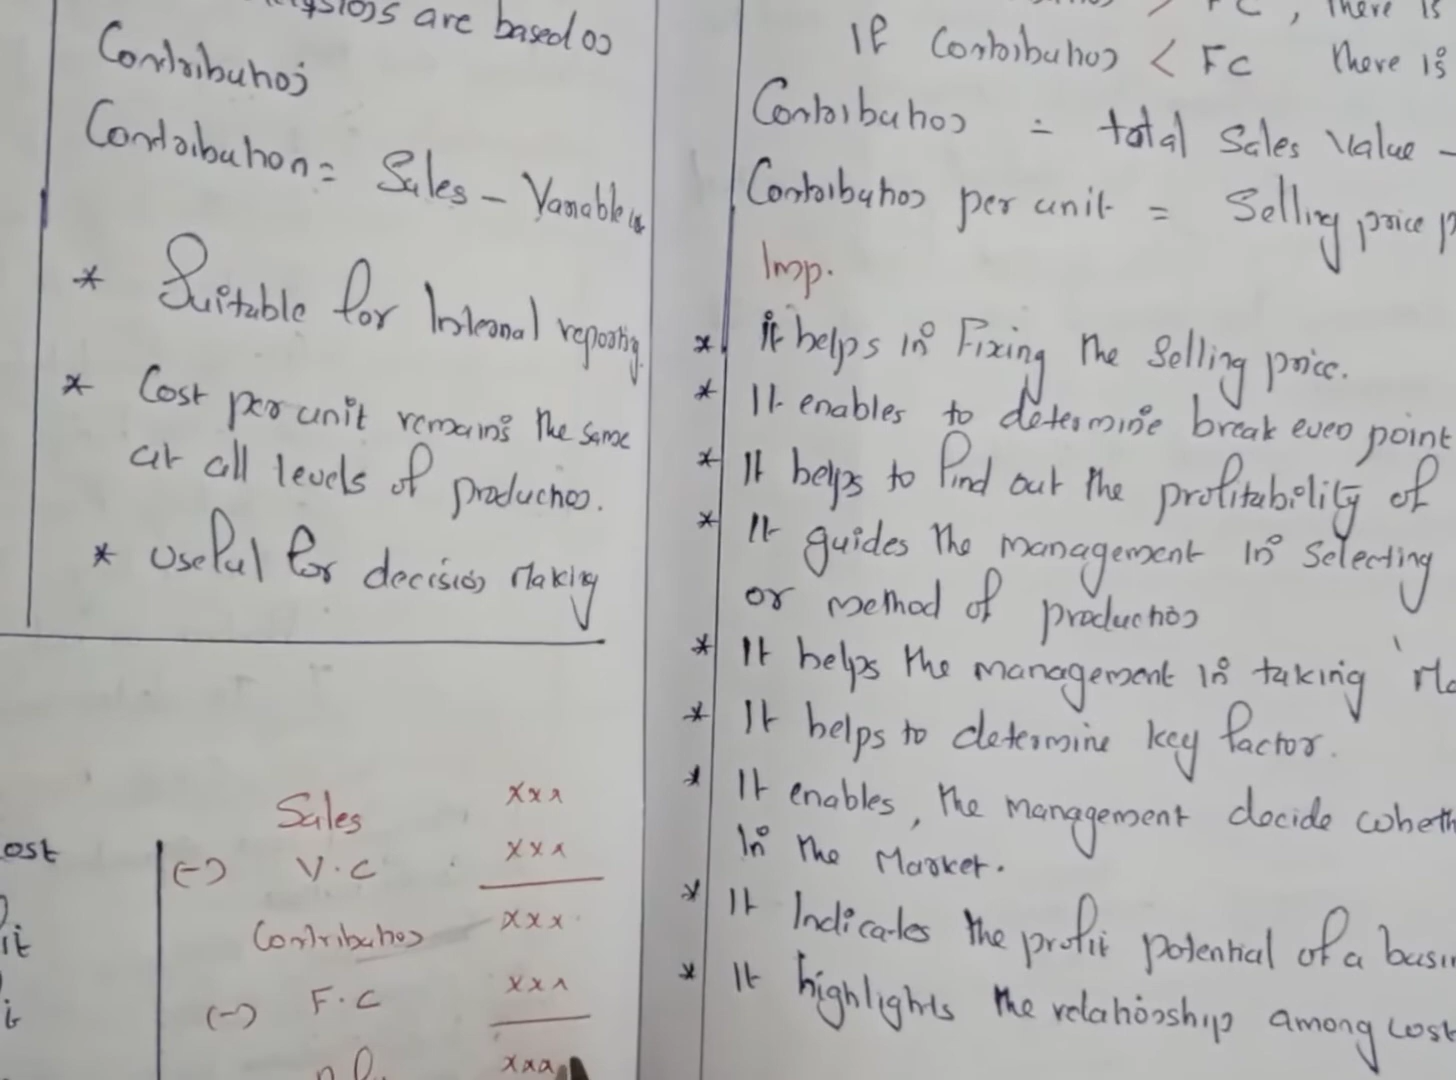 are based on
Contribution
Contribution = Sales - Variable
* Suitable for Internal reporting.
* Cost per unit remains the same
at all levels of production.
* Useful for decision Making
Sales xxx
(-) V.C xxx
Contribution xxx
(-) F.C xxx
xxx
ost
it
FC, There is
If Contribution < FC there is
Contribution = total Sales Value -
Contribution per unit = Selling price p
Imp.
* it helps in Fixing the Selling price.
* It enables to determine break even point
* It helps to find out the profitability of
* It guides the management in Selecting
or method of production
* It helps the management in taking Ma
* It helps to determine key factor.
* It enables, the management decide wheth
In the Market.
* It Indicates the profit potential of a busin
* It highlights the relationship among cost